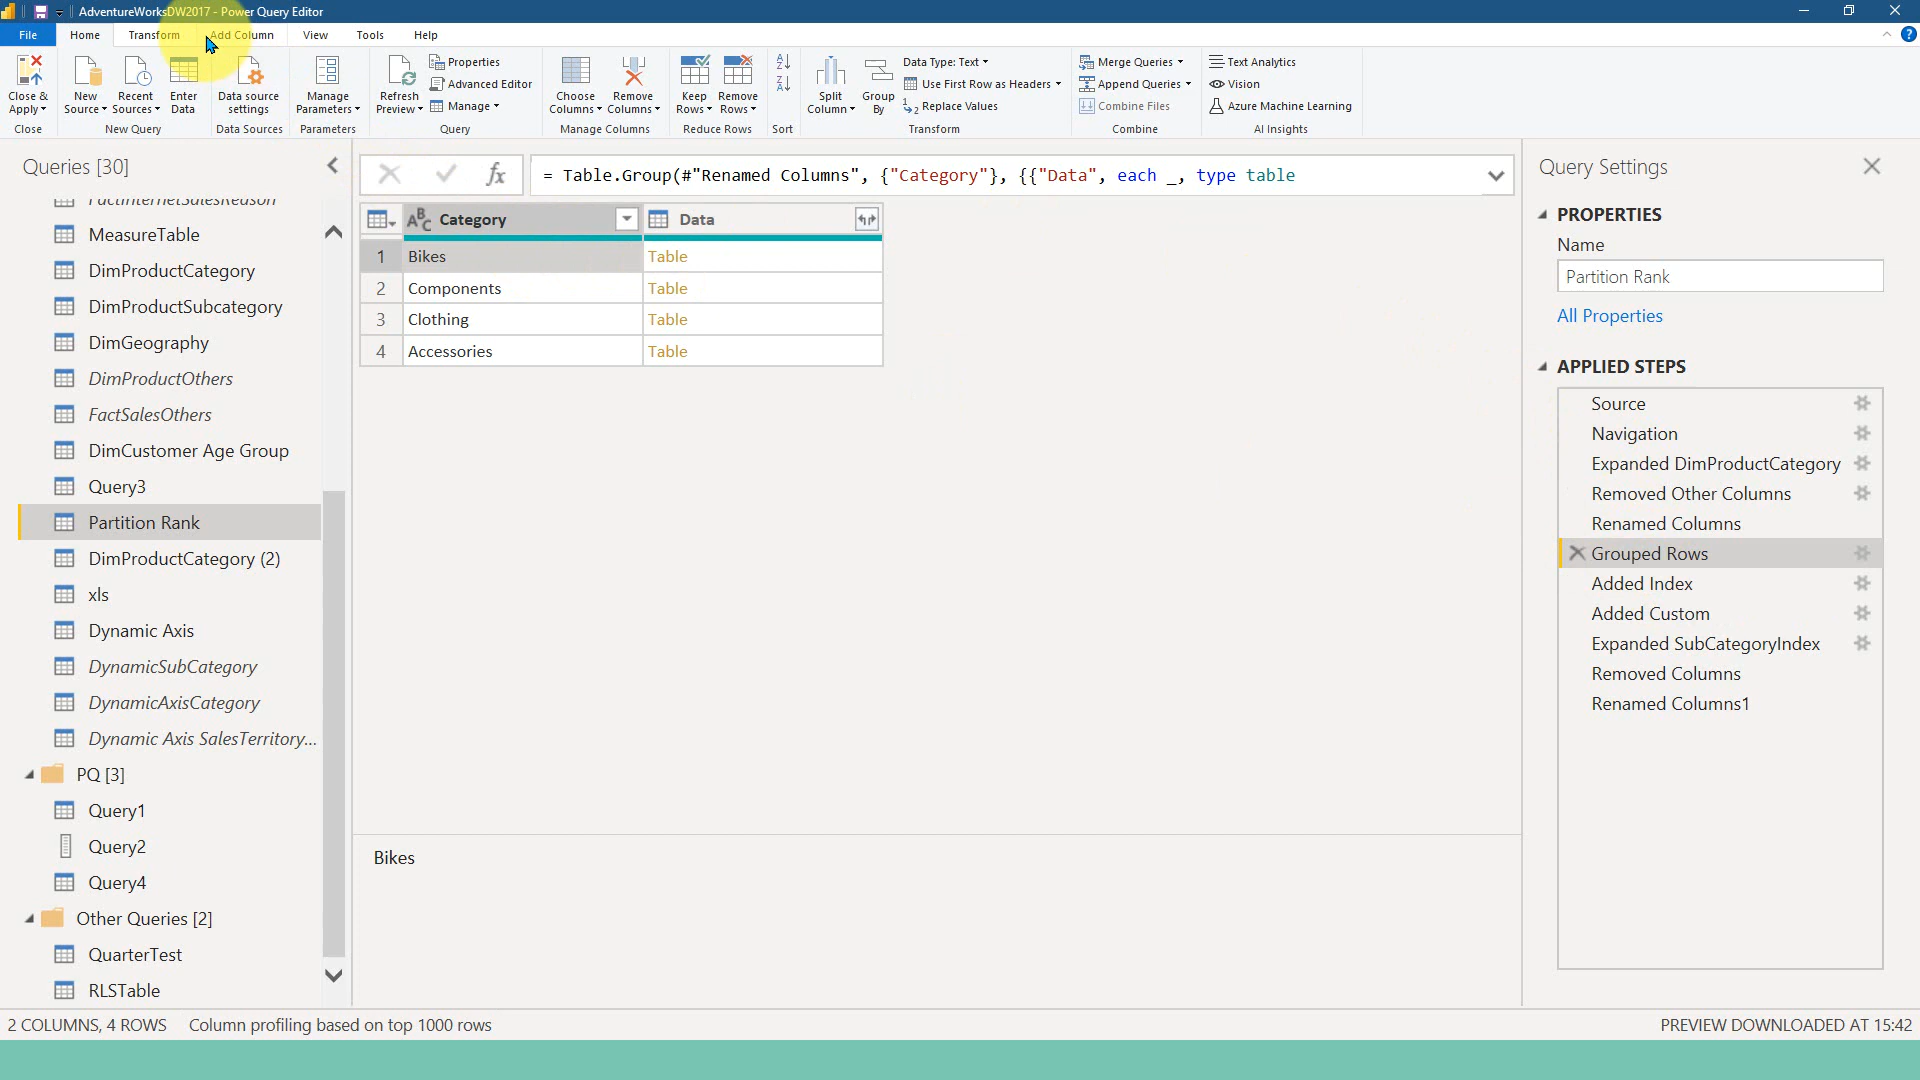 AdventureWorksDW2017 - Power Query Editor
File Home Transform Add Column View Tools Help
Close & Apply
Close
New Source
Recent Sources
Enter Data
New Query
Data source settings
Data Sources
Manage Parameters
Parameters
Refresh Preview
Properties
Advanced Editor
Manage
Query
Choose Columns
Remove Columns
Manage Columns
Keep Rows
Remove Rows
Reduce Rows
Sort
Split Column
Group By
Data Type: Text
Use First Row as Headers
Replace Values
Transform
Merge Queries
Append Queries
Combine Files
Combine
Text Analytics
Vision
Azure Machine Learning
AI Insights
Queries [30]
FactInternetSalesReason
MeasureTable
DimProductCategory
DimProductSubcategory
DimGeography
DimProductOthers
FactSalesOthers
DimCustomer Age Group
Query3
Partition Rank
DimProductCategory (2)
xls
Dynamic Axis
DynamicSubCategory
DynamicAxisCategory
Dynamic Axis SalesTerritory...
PQ [3]
Query1
Query2
Query4
Other Queries [2]
QuarterTest
RLSTable
fx = Table.Group(#"Renamed Columns", {"Category"}, {{"Data", each _, type table
ABC Category Data
1 Bikes Table
2 Components Table
3 Clothing Table
4 Accessories Table
Bikes
Query Settings
PROPERTIES
Name
Partition Rank
All Properties
APPLIED STEPS
Source
Navigation
Expanded DimProductCategory
Removed Other Columns
Renamed Columns
Grouped Rows
Added Index
Added Custom
Expanded SubCategoryIndex
Removed Columns
Renamed Columns1
2 COLUMNS, 4 ROWS Column profiling based on top 1000 rows
PREVIEW DOWNLOADED AT 15:42